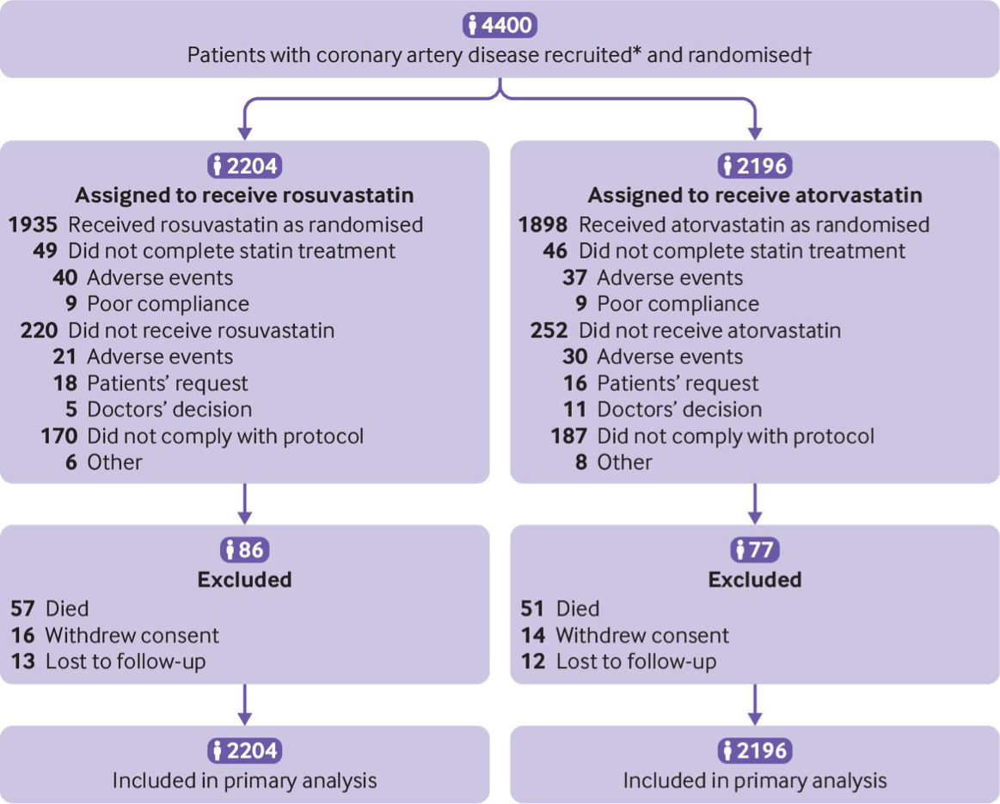 4400
Patients with coronary artery disease recruited* and randomised†
2204
Assigned to receive rosuvastatin
1935 Received rosuvastatin as randomised
49 Did not complete statin treatment
40 Adverse events
9 Poor compliance
220 Did not receive rosuvastatin
21 Adverse events
18 Patients’ request
5 Doctors’ decision
170 Did not comply with protocol
6 Other
2196
Assigned to receive atorvastatin
1898 Received atorvastatin as randomised
46 Did not complete statin treatment
37 Adverse events
9 Poor compliance
252 Did not receive atorvastatin
30 Adverse events
16 Patients’ request
11 Doctors’ decision
187 Did not comply with protocol
8 Other
86
Excluded
57 Died
16 Withdrew consent
13 Lost to follow-up
77
Excluded
51 Died
14 Withdrew consent
12 Lost to follow-up
2204
Included in primary analysis
2196
Included in primary analysis